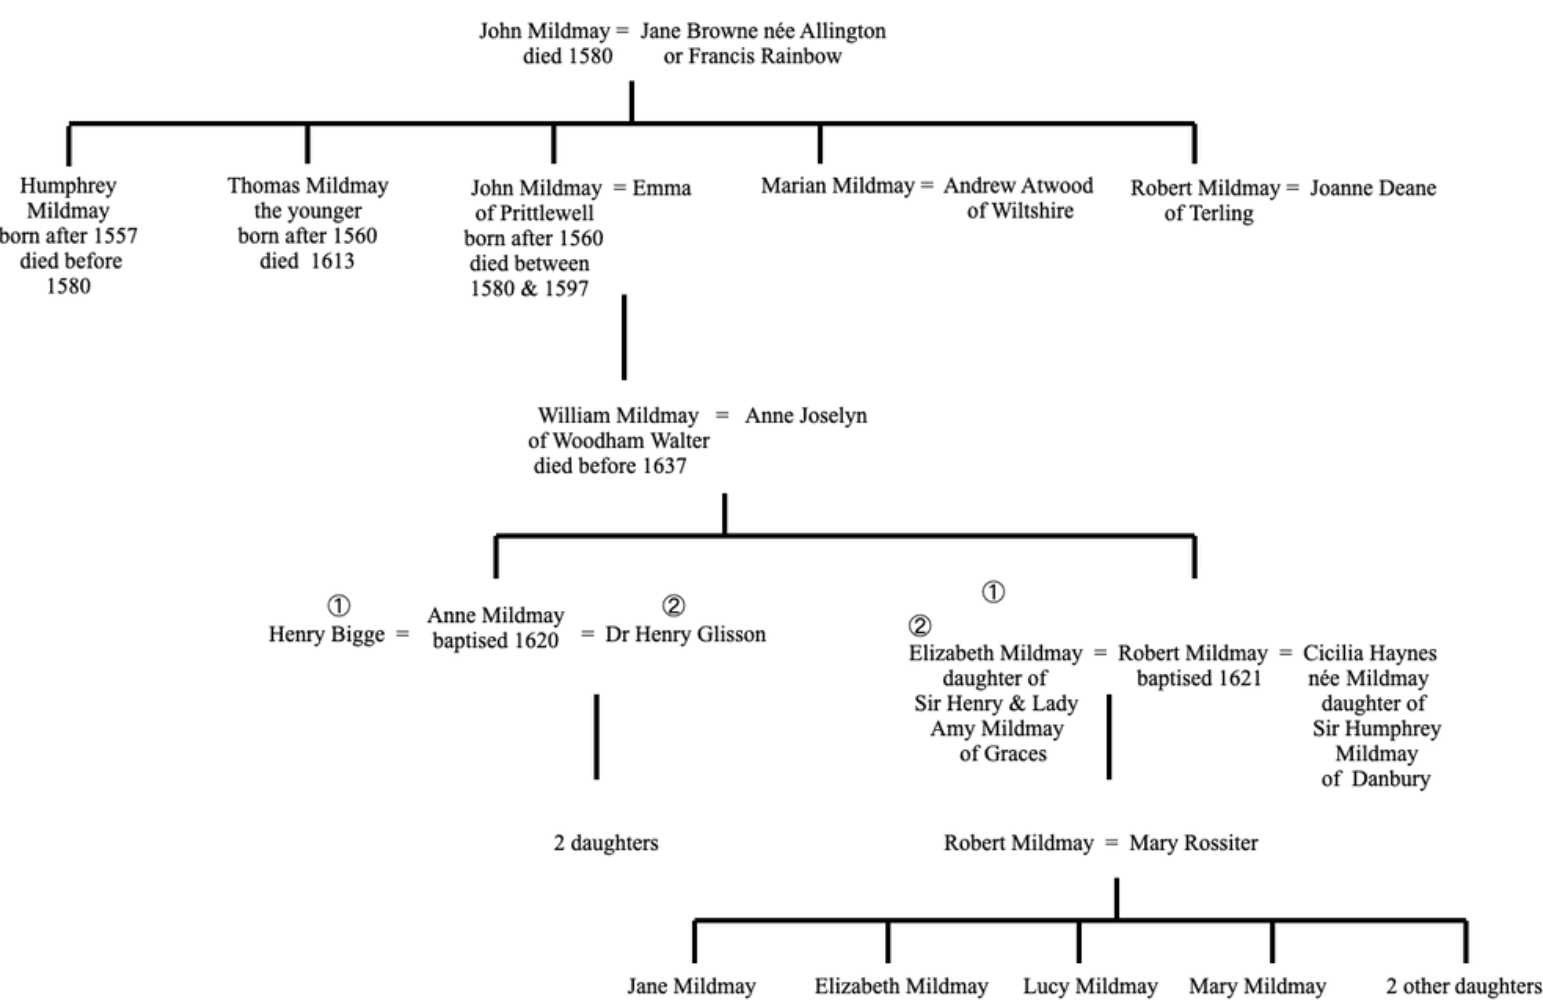 John Mildmay = Jane Browne née Allington
died 1580 or Francis Rainbow
Humphrey
Mildmay
born after 1557
died before
1580
Thomas Mildmay
the younger
born after 1560
died 1613
John Mildmay = Emma
of Prittlewell
born after 1560
died between
1580 & 1597
Marian Mildmay = Andrew Atwood
of Wiltshire
Robert Mildmay = Joanne Deane
of Terling
William Mildmay = Anne Joselyn
of Woodham Walter
died before 1637
①
Henry Bigge =
Anne Mildmay
baptised 1620
②
= Dr Henry Glisson
①
②
Elizabeth Mildmay =
daughter of
Sir Henry & Lady
Amy Mildmay
of Graces
Robert Mildmay =
baptised 1621
Cicilia Haynes
née Mildmay
daughter of
Sir Humphrey
Mildmay
of Danbury
2 daughters
Robert Mildmay = Mary Rossiter
Jane Mildmay
Elizabeth Mildmay
Lucy Mildmay
Mary Mildmay
2 other daughters